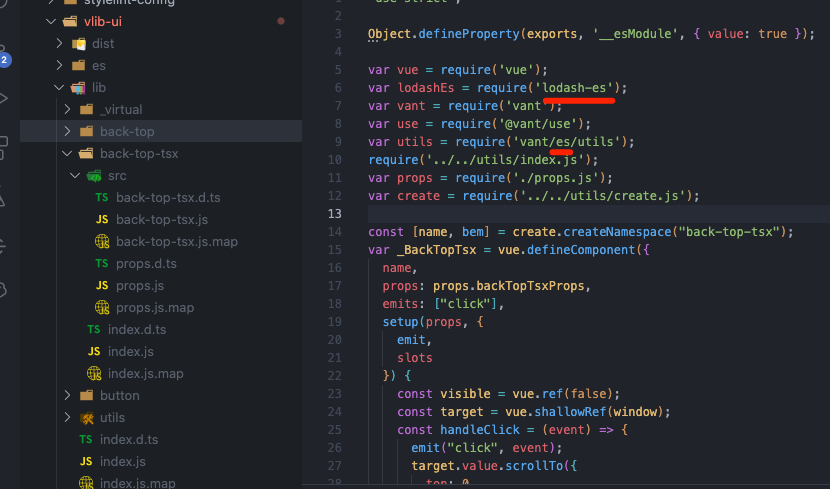 stylelint-config
vlib-ui
dist
es
lib
_virtual
back-top
back-top-tsx
src
TS back-top-tsx.d.ts
JS back-top-tsx.js
back-top-tsx.js.map
TS props.d.ts
JS props.js
props.js.map
TS index.d.ts
JS index.js
index.js.map
button
utils
TS index.d.ts
JS index.js
index.js.map
2
1 'use strict';
2
3 Object.defineProperty(exports, '__esModule', { value: true });
4
5 var vue = require('vue');
6 var lodashEs = require('lodash-es');
7 var vant = require('vant');
8 var use = require('@vant/use');
9 var utils = require('vant/es/utils');
10 require('../../utils/index.js');
11 var props = require('./props.js');
12 var create = require('../../utils/create.js');
13
14 const [name, bem] = create.createNamespace("back-top-tsx");
15 var _BackTopTsx = vue.defineComponent({
16 name,
17 props: props.backTopTsxProps,
18 emits: ["click"],
19 setup(props, {
20 emit,
21 slots
22 }) {
23 const visible = vue.ref(false);
24 const target = vue.shallowRef(window);
25 const handleClick = (event) => {
26 emit("click", event);
27 target.value.scrollTo({
28 top: 0